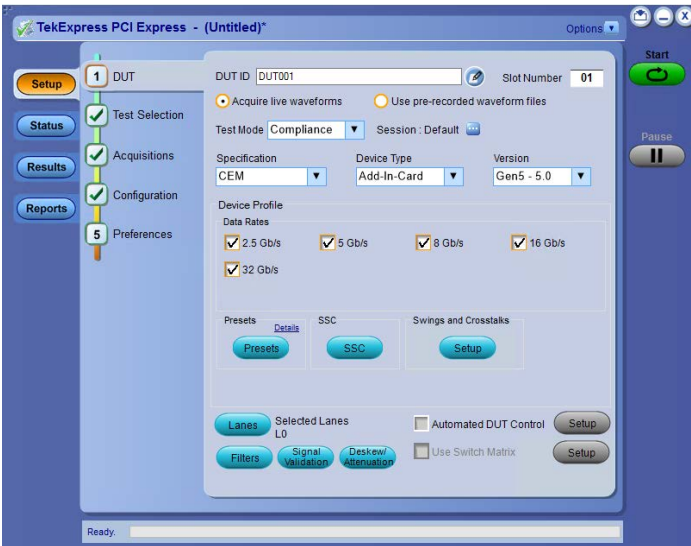 TekExpress PCI Express - (Untitled)*
Options
Start
Pause
Setup
Status
Results
Reports
1 DUT
Test Selection
Acquisitions
Configuration
5 Preferences
DUT ID DUT001
Slot Number 01
Acquire live waveforms
Use pre-recorded waveform files
Test Mode Compliance
Session : Default
Specification
CEM
Device Type
Add-In-Card
Version
Gen5 - 5.0
Device Profile
Data Rates
2.5 Gb/s
5 Gb/s
8 Gb/s
16 Gb/s
32 Gb/s
Presets
Details
Presets
SSC
SSC
Swings and Crosstalks
Setup
Lanes
Selected Lanes
L0
Automated DUT Control
Setup
Filters
Signal
Validation
Deskew/
Attenuation
Use Switch Matrix
Setup
Ready.